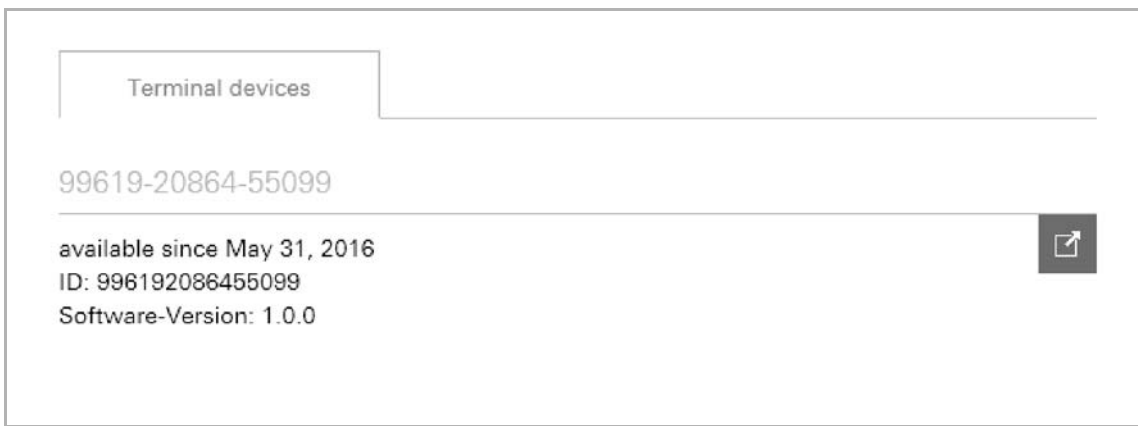 Terminal devices
99619-20864-55099
available since May 31, 2016
ID: 996192086455099
Software-Version: 1.0.0